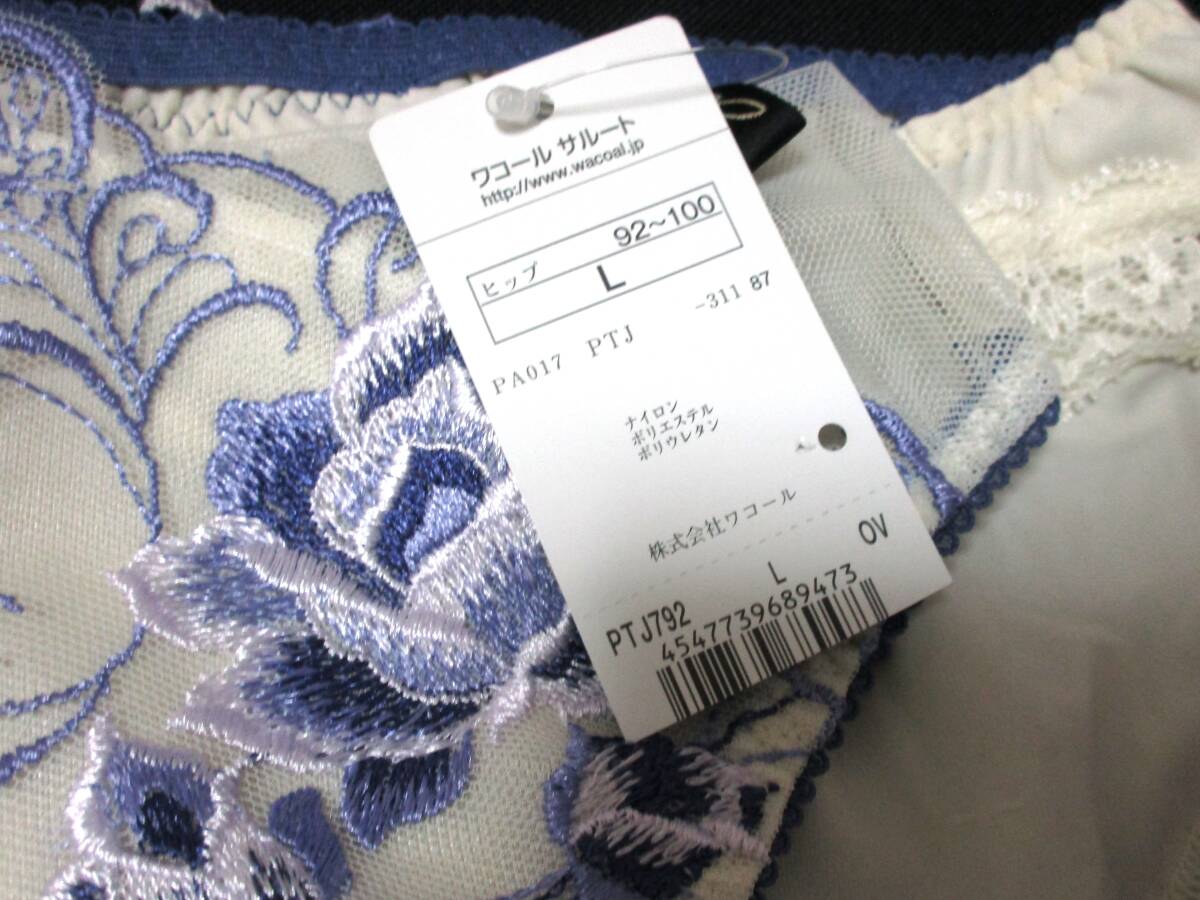 ワコール サルート
http://www.wacoal.jp
ヒップ 92~100
L
PA017 PTJ -311 87
ナイロン
ポリエステル
ポリウレタン
株式会社ワコール
L OV
PTJ792
4547739689473